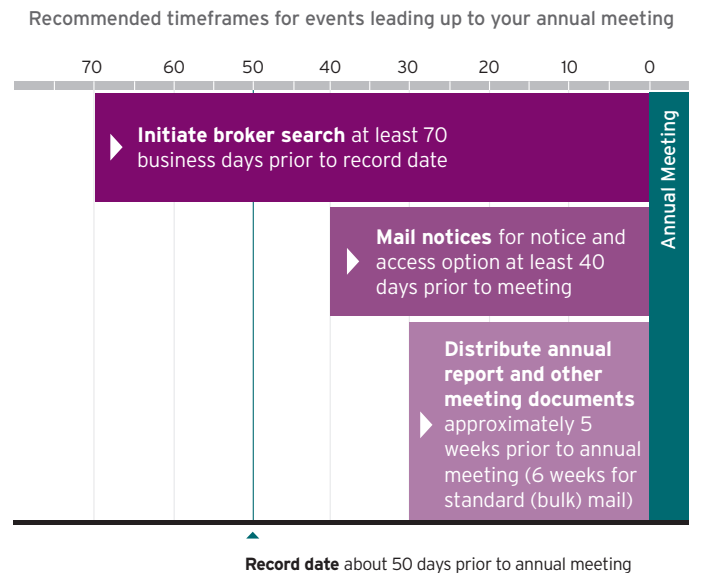 Recommended timeframes for events leading up to your annual meeting
70 60 50 40 30 20 10 0
Initiate broker search at least 70
business days prior to record date
Annual Meeting
Mail notices for notice and
access option at least 40
days prior to meeting
Distribute annual
report and other
meeting documents
approximately 5
weeks prior to annual
meeting (6 weeks for
standard (bulk) mail)
Record date about 50 days prior to annual meeting